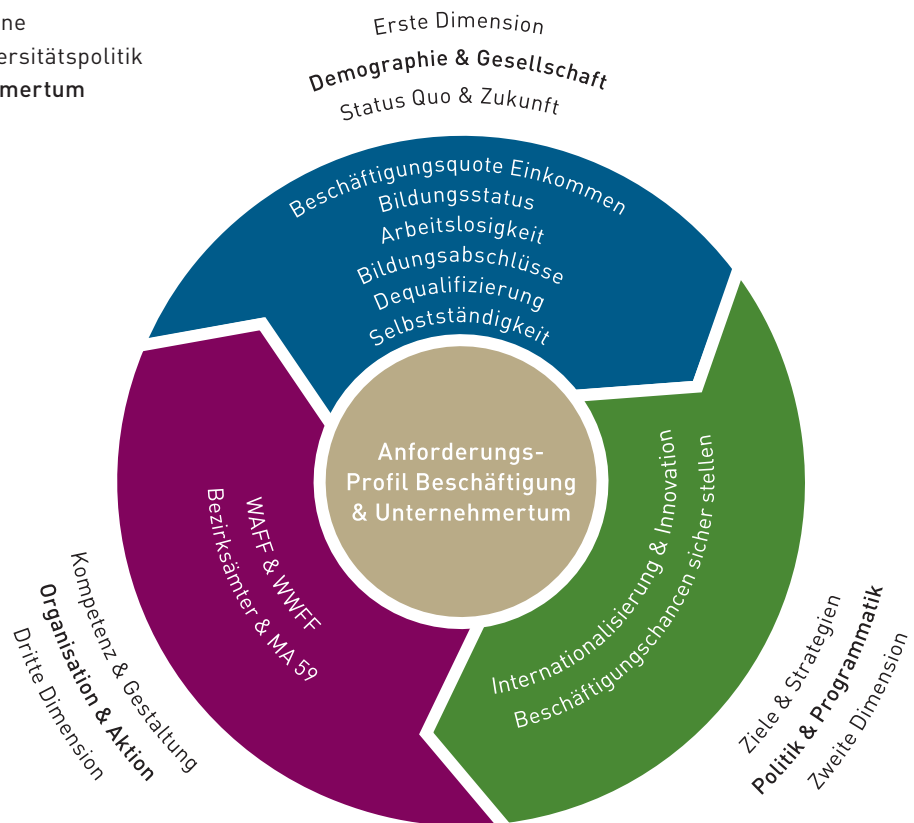 Erste Dimension
Demographie & Gesellschaft
Status Quo & Zukunft
mertum
Beschäftigungsquote Einkommen
Bildungsstatus
Arbeitslosigkeit
Bildungsabschlüsse
Dequalifizierung
Selbstständigkeit
Anforderungs-
Profil Beschäftigung
& Unternehmertum
Internationalisierung & Innovation
Beschäftigungschancen sicher stellen
Ziele & Strategien
Politik & Programmatik
Zweite Dimension
WAFF & WWFF
Bezirksämter & MA 59
Kompetenz & Gestaltung
Organisation & Aktion
Dritte Dimension